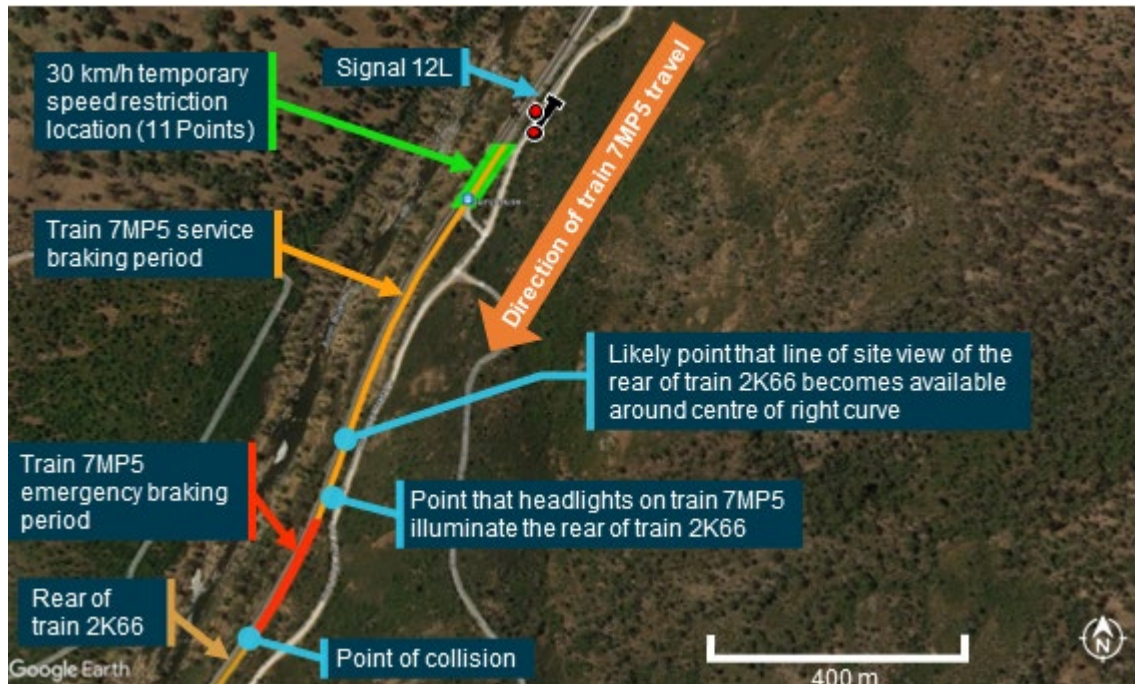 30 km/h temporary
speed restriction
location (11 Points)
Signal 12L
Direction of train 7MP5 travel
Train 7MP5 service
braking period
Likely point that line of site view of the
rear of train 2K66 becomes available
around centre of right curve
Train 7MP5
emergency braking
period
Point that headlights on train 7MP5
illuminate the rear of train 2K66
Rear of
train 2K66
Point of collision
N
400 m
Google Earth